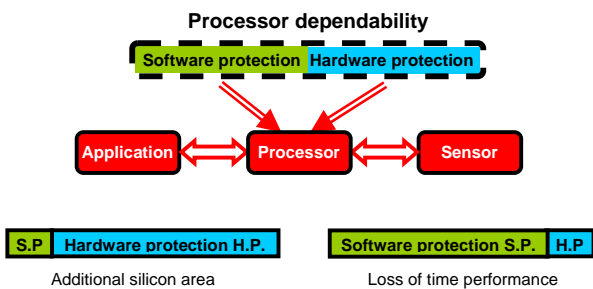 Processor dependability
Software protection Hardware protection
Application Processor Sensor
S.P Hardware protection H.P. Software protection S.P. H.P
Additional silicon area Loss of time performance